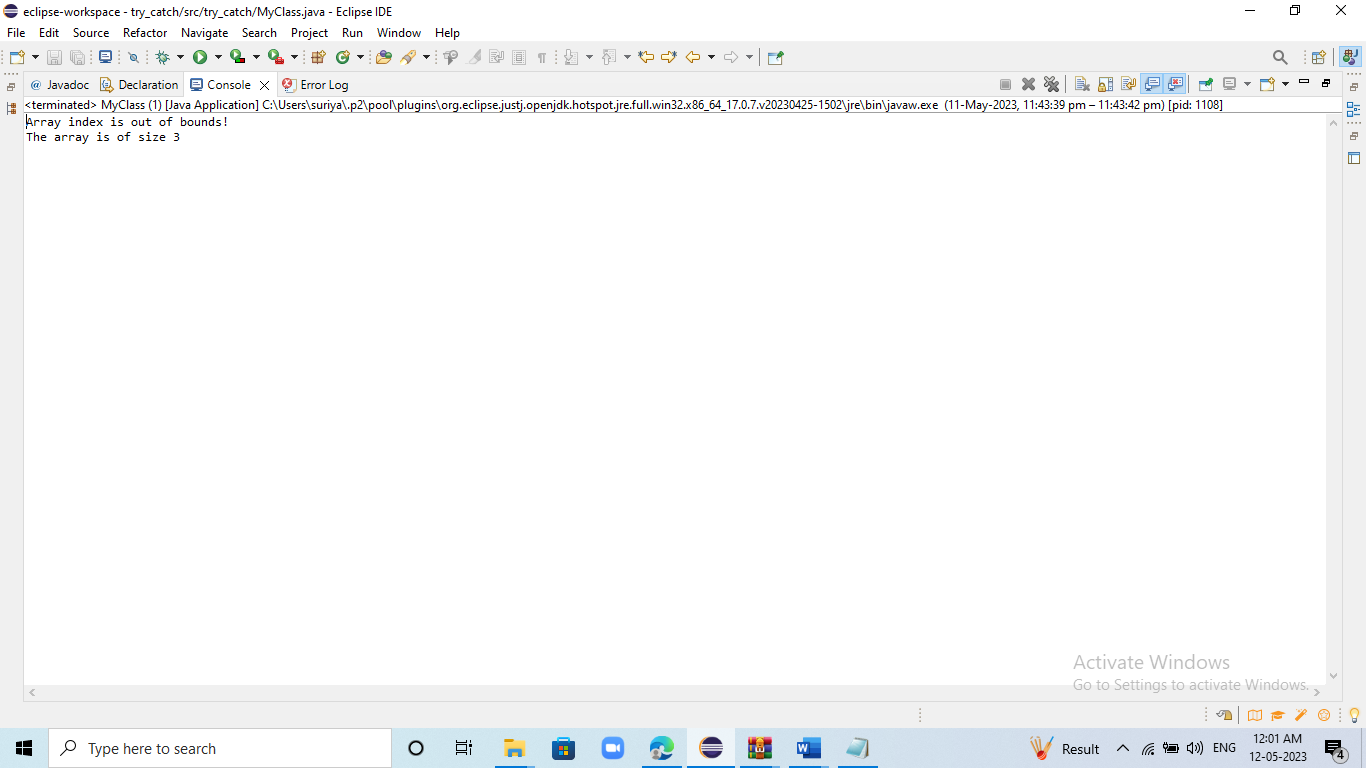 eclipse-workspace - try_catch/src/try_catch/MyClass.java - Eclipse IDE
File Edit Source Refactor Navigate Search Project Run Window Help
@ Javadoc Declaration Console Error Log
<terminated> MyClass (1) [Java Application] C:\Users\suriya\.p2\pool\plugins\org.eclipse.justj.openjdk.hotspot.jre.full.win32.x86_64_17.0.7.v20230425-1502\jre\bin\javaw.exe (11-May-2023, 11:43:39 pm – 11:43:42 pm) [pid: 1108]
Array index is out of bounds!
The array is of size 3
Activate Windows
Go to Settings to activate Windows.
Type here to search
Result
ENG
12:01 AM
12-05-2023
4